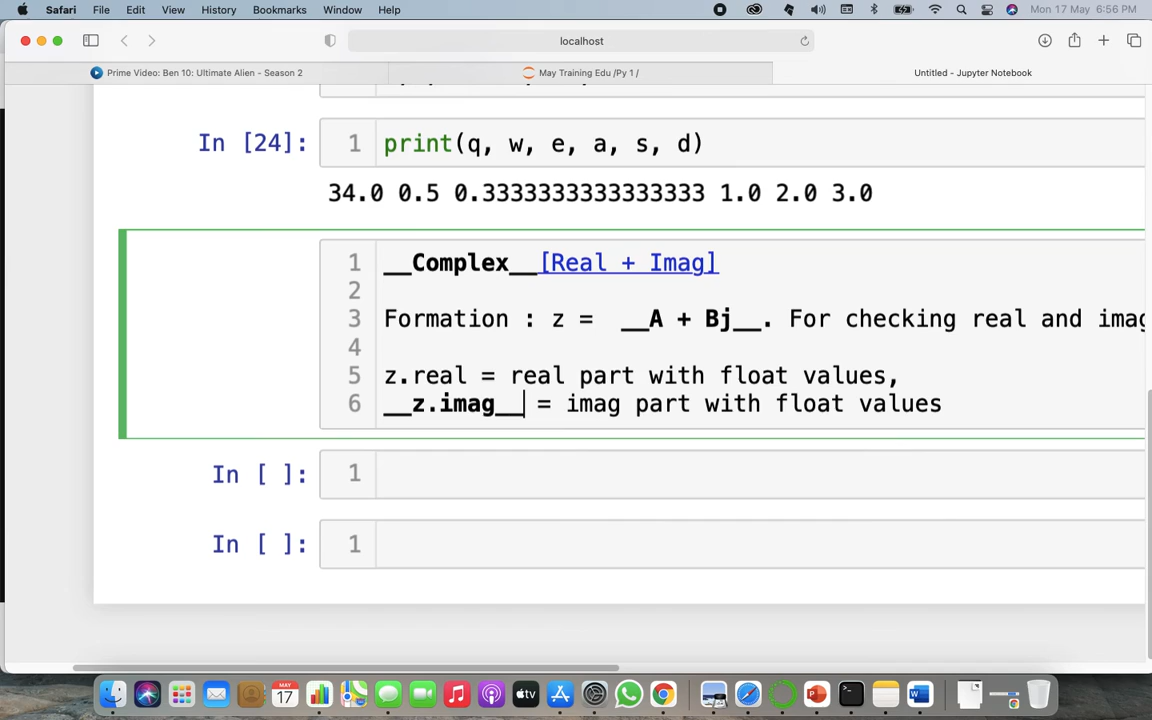 Safari File Edit View History Bookmarks Window Help Mon 17 May 6:56 PM
localhost
Prime Video: Ben 10: Ultimate Alien - Season 2 May Training Edu /Py 1 / Untitled - Jupyter Notebook
In [24]: 1 print(q, w, e, a, s, d)
34.0 0.5 0.3333333333333333 1.0 2.0 3.0
1 __Complex__[Real + Imag]
2
3 Formation : z = __A + Bj__. For checking real and imag
4
5 z.real = real part with float values,
6 __z.imag__ = imag part with float values
In [ ]: 1
In [ ]: 1
MAY
17
tv